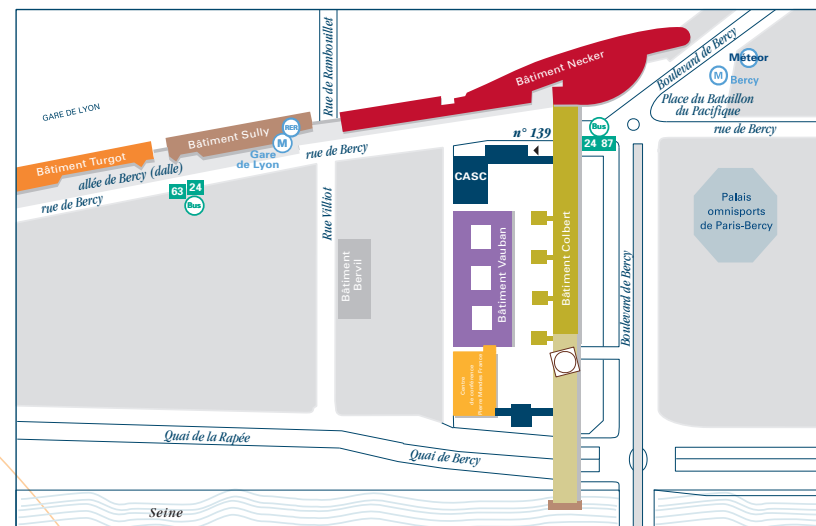 Rue de Rambouillet
Boulevard de Bercy
Météor
M
Bercy
Place du Bataillon
du Pacifique
rue de Bercy
GARE DE LYON
Bâtiment Necker
Bâtiment Sully
RER
M
Gare
de Lyon
rue de Bercy
n° 139
Bus
24 87
Bâtiment Turgot
allée de Bercy (dalle)
rue de Bercy
63 24
Bus
CASC
Rue Villiot
Bâtiment
Bervil
Bâtiment Vauban
Bâtiment Colbert
Boulevard de Bercy
Palais
omnisports
de Paris-Bercy
Centre
de conférence
Pierre Mendès France
Quai de la Rapée
Quai de Bercy
Seine